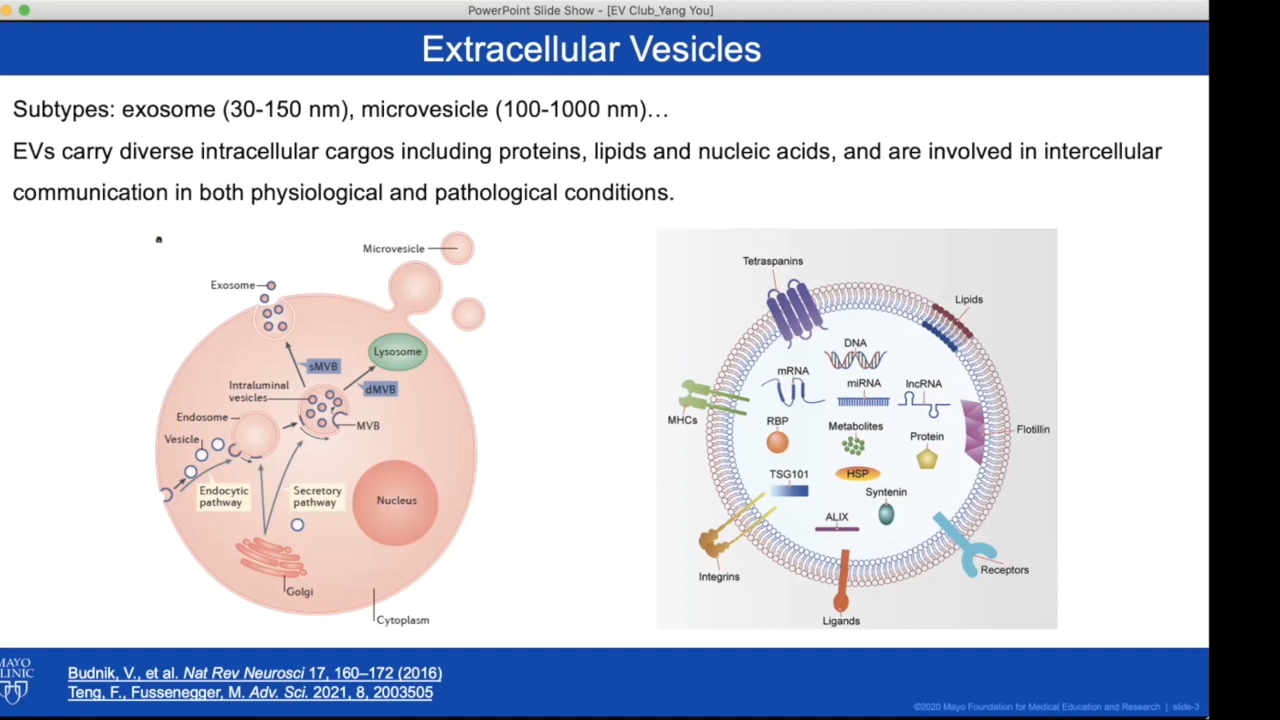 PowerPoint Slide Show - [EV Club_Yang You]
Extracellular Vesicles
Subtypes: exosome (30-150 nm), microvesicle (100-1000 nm)…
EVs carry diverse intracellular cargos including proteins, lipids and nucleic acids, and are involved in intercellular
communication in both physiological and pathological conditions.
a
Microvesicle
Exosome
Lysosome
sMVB
dMVB
Intraluminal
vesicles
Endosome
MVB
Vesicle
Endocytic
pathway
Secretory
pathway
Nucleus
Golgi
Cytoplasm
Tetraspanins
Lipids
DNA
mRNA
miRNA
lncRNA
MHCs
RBP
Metabolites
Protein
Flotillin
TSG101
HSP
Syntenin
ALIX
Integrins
Receptors
Ligands
MAYO
CLINIC
Budnik, V., et al. Nat Rev Neurosci 17, 160–172 (2016)
Teng, F., Fussenegger, M. Adv. Sci. 2021, 8, 2003505
©2020 Mayo Foundation for Medical Education and Research | slide-3